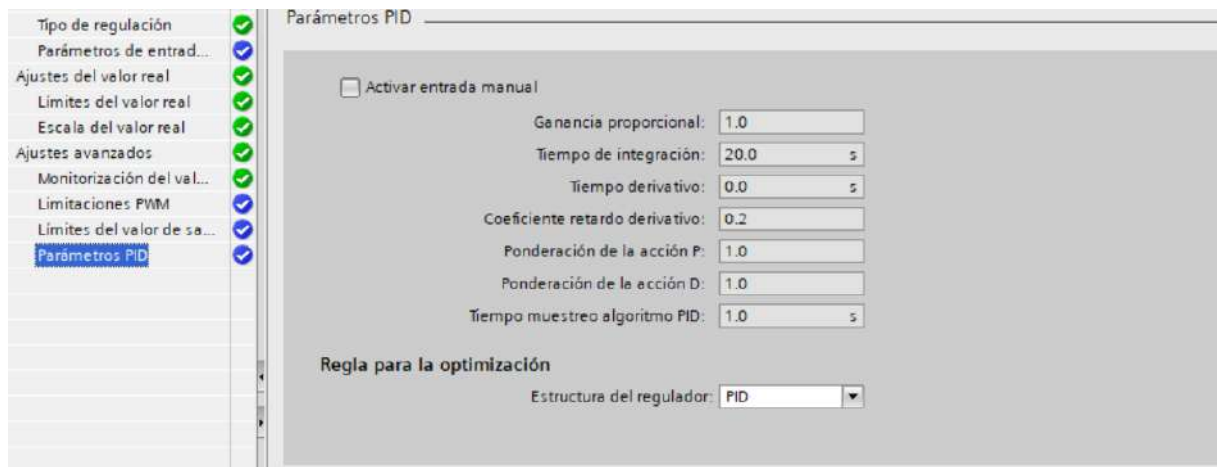 Tipo de regulación
Parámetros de entrad...
Ajustes del valor real
Límites del valor real
Escala del valor real
Ajustes avanzados
Monitorización del val...
Limitaciones PWM
Límites del valor de sa...
Parámetros PID
Parámetros PID
Activar entrada manual
Ganancia proporcional: 1.0
Tiempo de integración: 20.0 s
Tiempo derivativo: 0.0 s
Coeficiente retardo derivativo: 0.2
Ponderación de la acción P: 1.0
Ponderación de la acción D: 1.0
Tiempo muestreo algoritmo PID: 1.0 s
Regla para la optimización
Estructura del regulador: PID